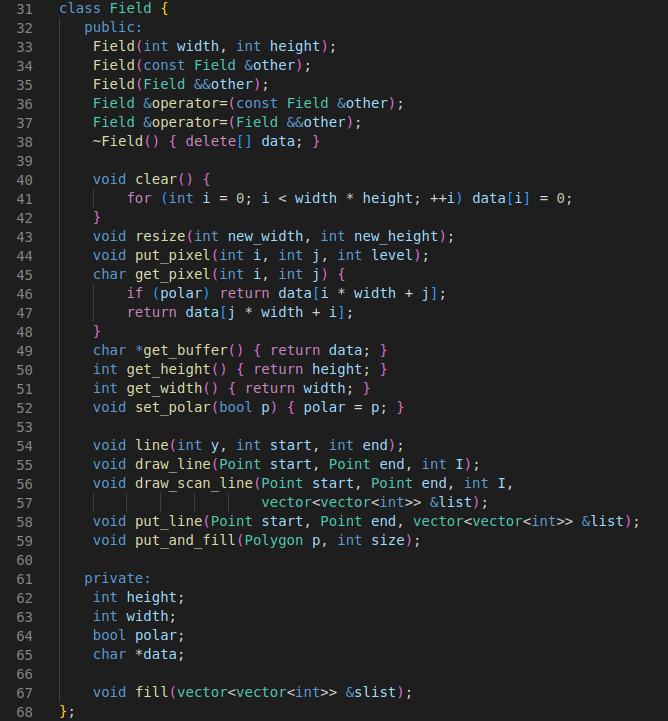 31 class Field {
32 public:
33 Field(int width, int height);
34 Field(const Field &other);
35 Field(Field &&other);
36 Field &operator=(const Field &other);
37 Field &operator=(Field &&other);
38 ~Field() { delete[] data; }
39
40 void clear() {
41 for (int i = 0; i < width * height; ++i) data[i] = 0;
42 }
43 void resize(int new_width, int new_height);
44 void put_pixel(int i, int j, int level);
45 char get_pixel(int i, int j) {
46 if (polar) return data[i * width + j];
47 return data[j * width + i];
48 }
49 char *get_buffer() { return data; }
50 int get_height() { return height; }
51 int get_width() { return width; }
52 void set_polar(bool p) { polar = p; }
53
54 void line(int y, int start, int end);
55 void draw_line(Point start, Point end, int I);
56 void draw_scan_line(Point start, Point end, int I,
57 vector<vector<int>> &list);
58 void put_line(Point start, Point end, vector<vector<int>> &list);
59 void put_and_fill(Polygon p, int size);
60
61 private:
62 int height;
63 int width;
64 bool polar;
65 char *data;
66
67 void fill(vector<vector<int>> &slist);
68 };